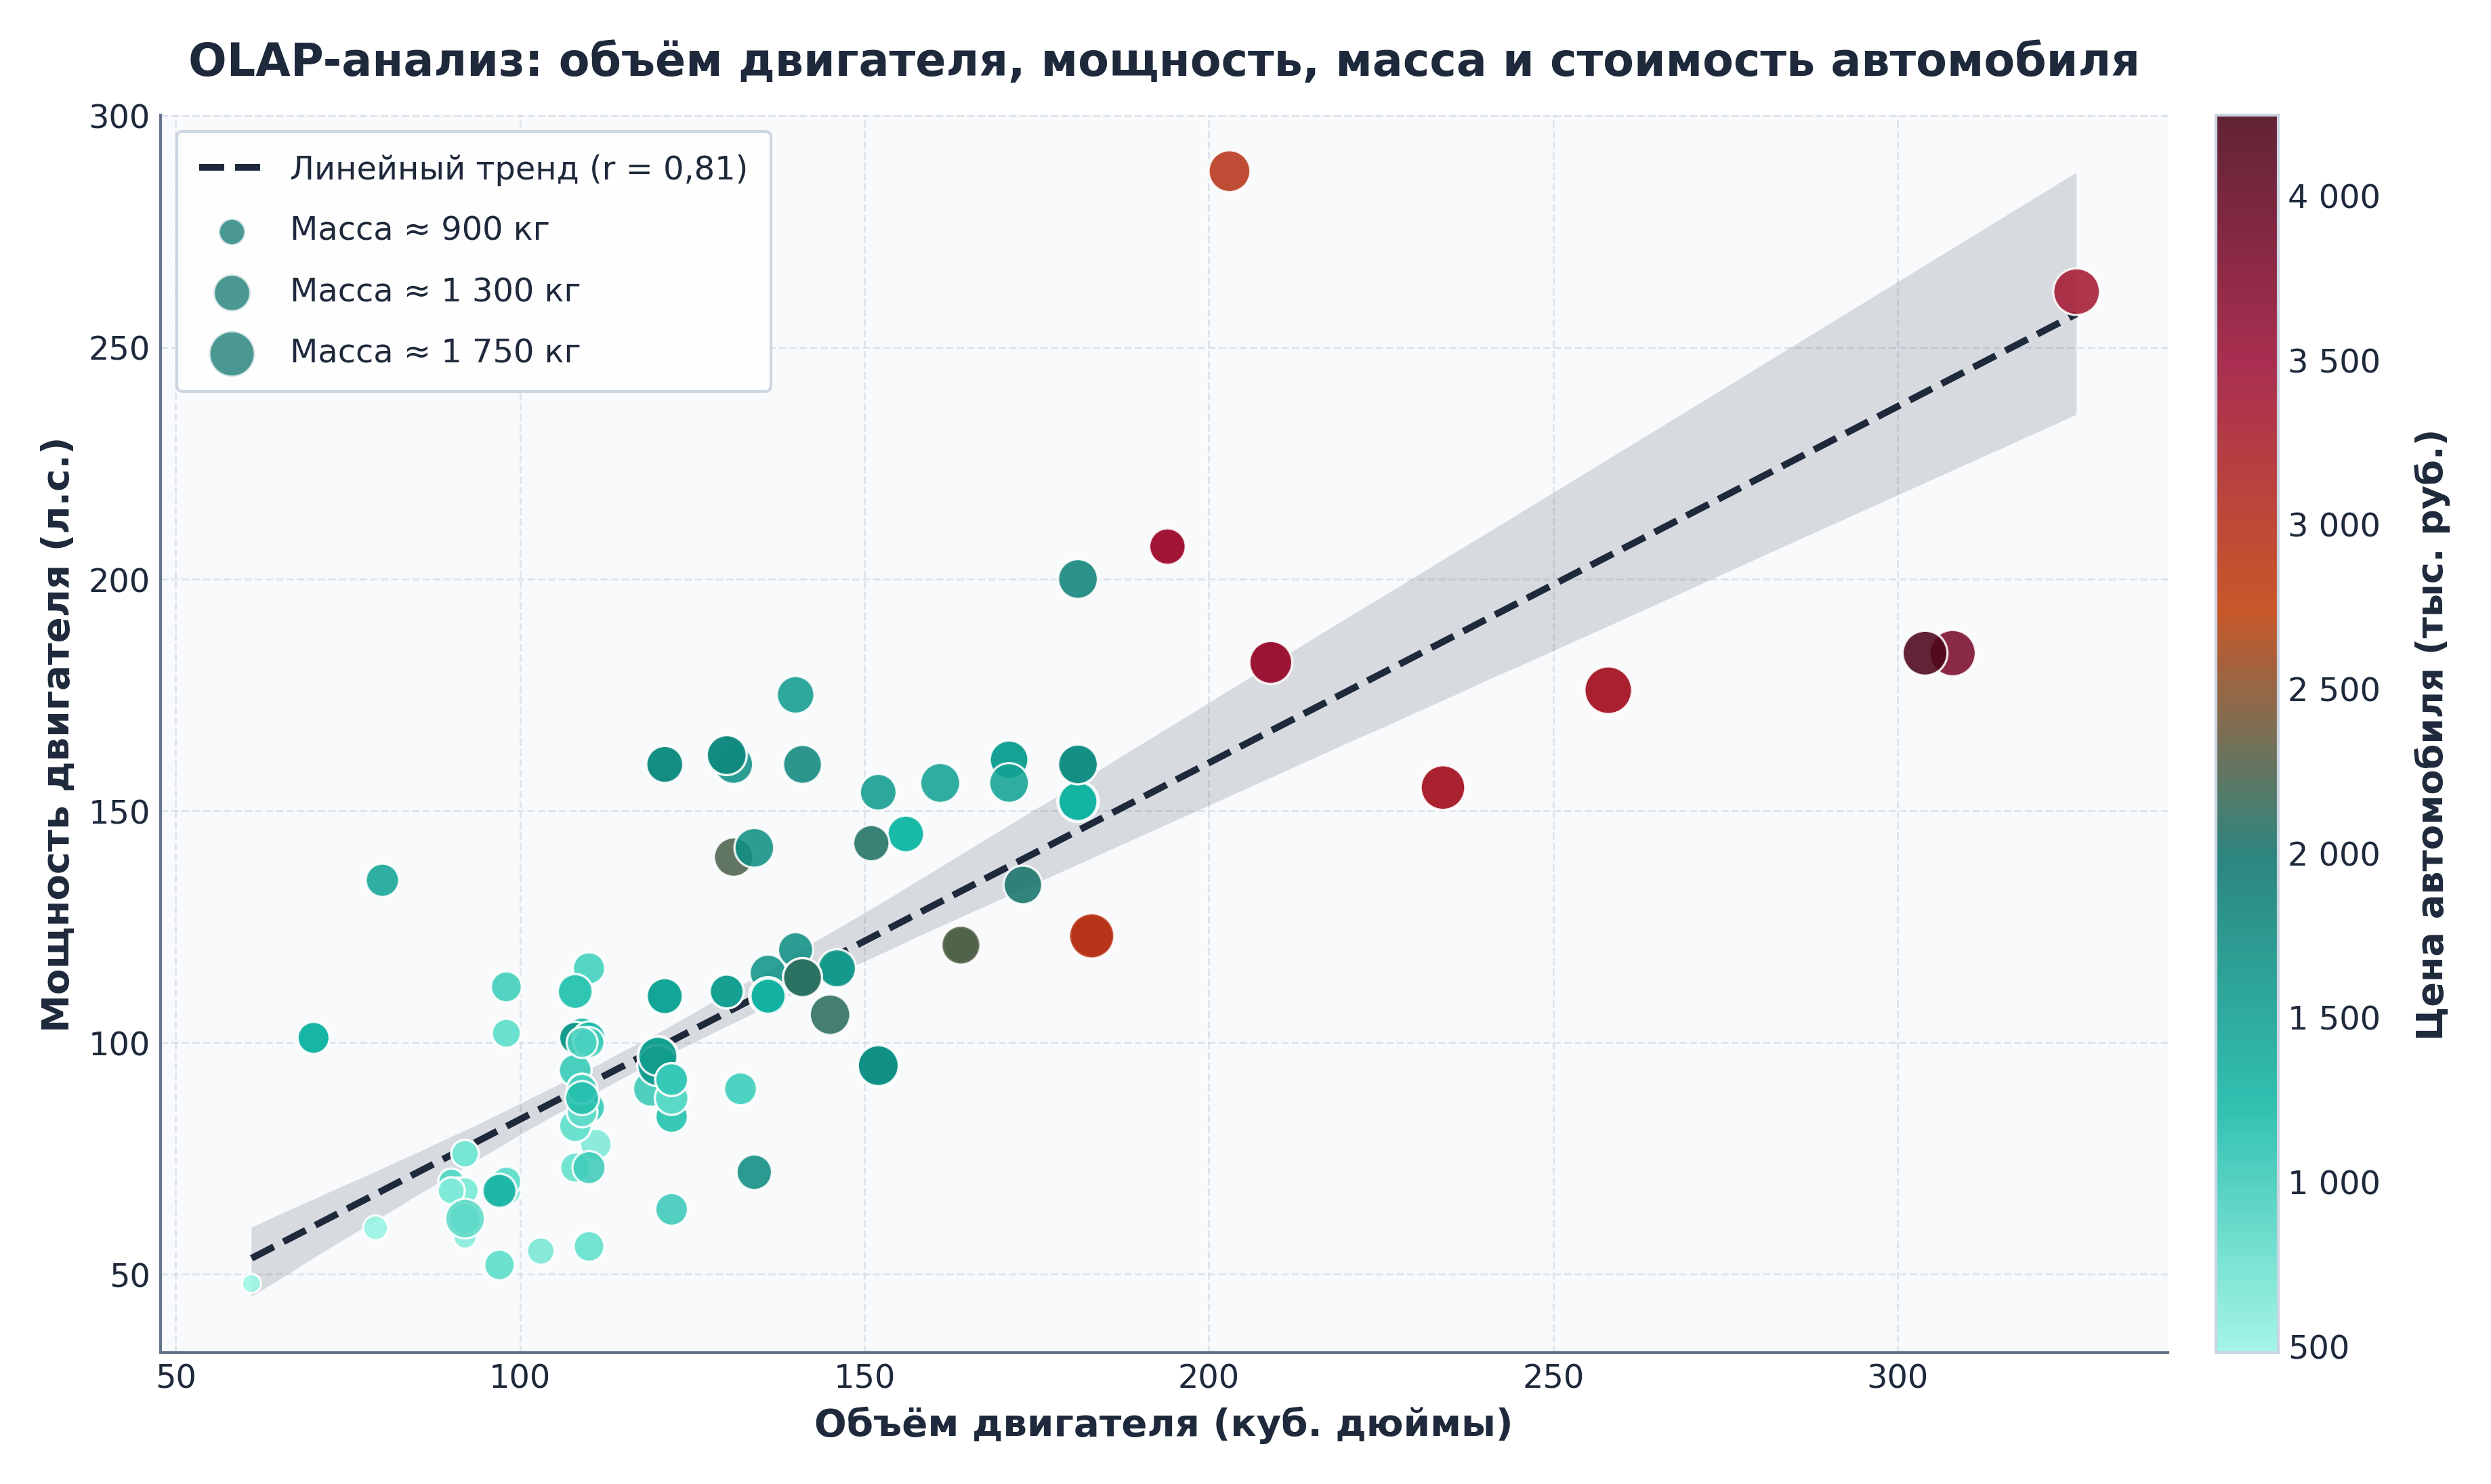 OLAP-анализ: объём двигателя, мощность, масса и стоимость автомобиля
Линейный тренд (r = 0,81)
Масса ≈ 900 кг
Масса ≈ 1 300 кг
Масса ≈ 1 750 кг
Мощность двигателя (л.с.)
300
250
200
150
100
50
50
100
150
200
250
300
Объём двигателя (куб. дюймы)
4 000
3 500
3 000
2 500
2 000
1 500
1 000
500
Цена автомобиля (тыс. руб.)